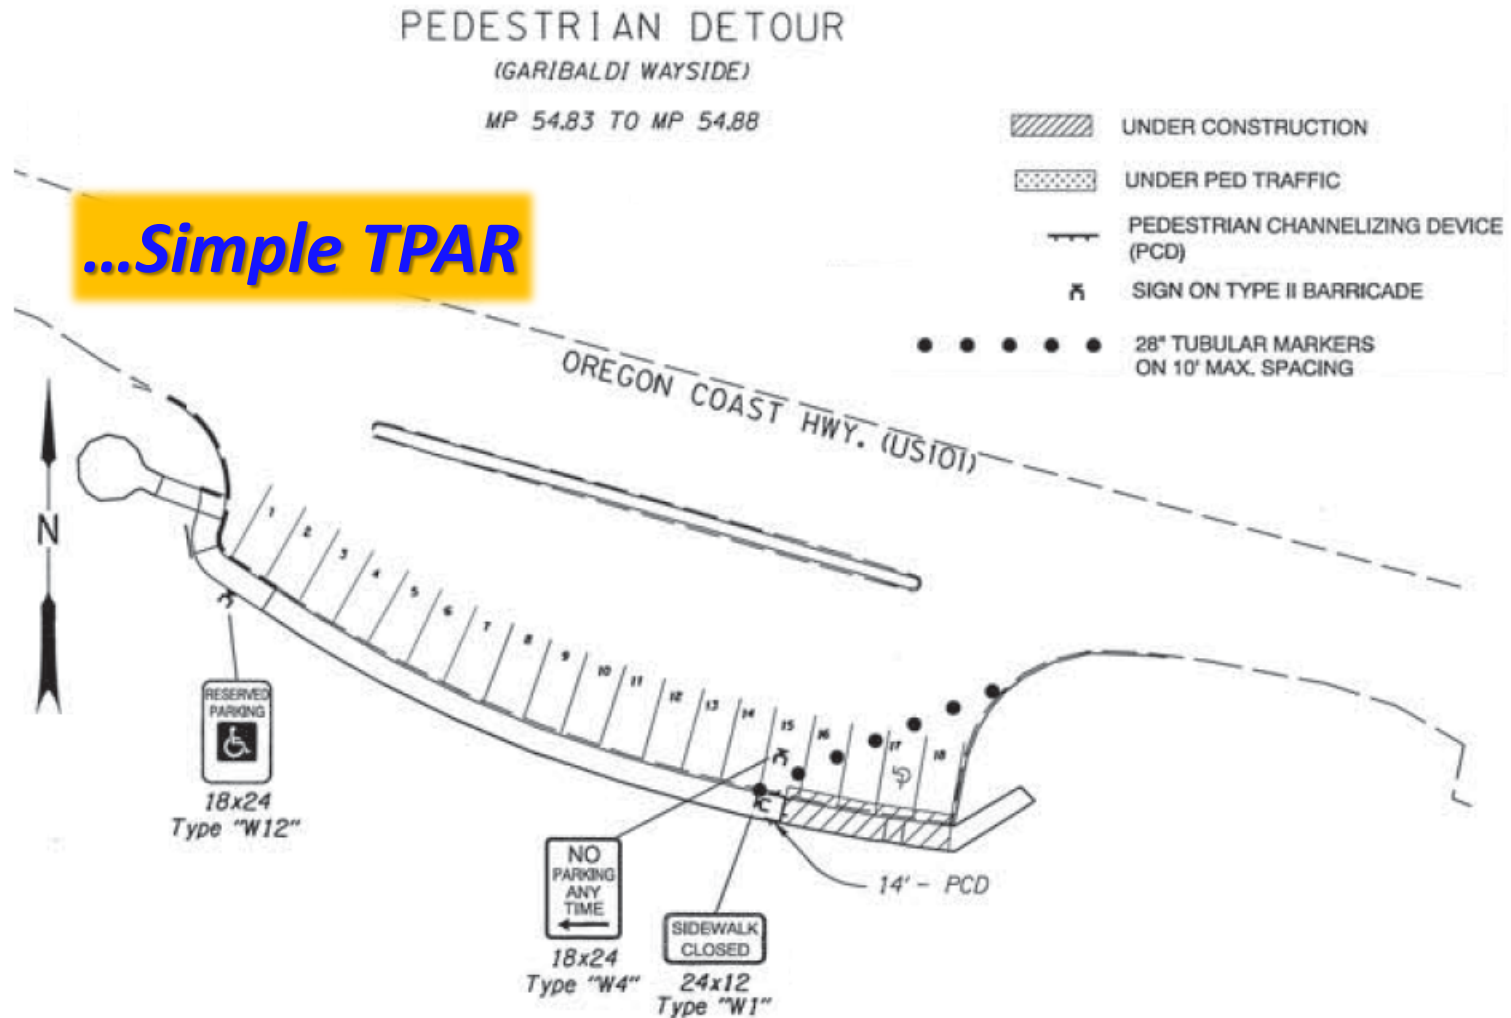 PEDESTRIAN DETOUR
(GARIBALDI WAYSIDE)
MP 54.83 TO MP 54.88
UNDER CONSTRUCTION
UNDER PED TRAFFIC
PEDESTRIAN CHANNELIZING DEVICE
(PCD)
SIGN ON TYPE II BARRICADE
28" TUBULAR MARKERS
ON 10' MAX. SPACING
...Simple TPAR
OREGON COAST HWY. (US101)
N
1
2
3
4
5
6
7
8
9
10
11
12
13
14
15
16
17
18
RESERVED
PARKING
18x24
Type "W12"
NO
PARKING
ANY
TIME
18x24
Type "W4"
SIDEWALK
CLOSED
24x12
Type "W1"
14' - PCD